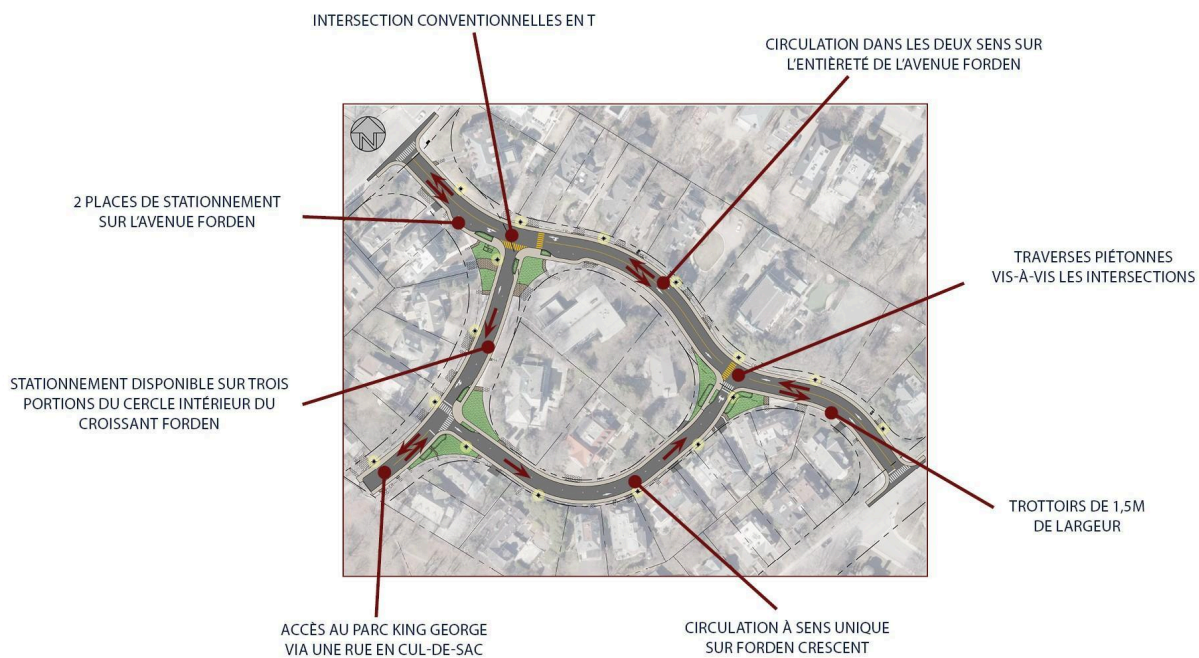 INTERSECTION CONVENTIONNELLES EN T
CIRCULATION DANS LES DEUX SENS SUR
L'ENTIÈRETÉ DE L'AVENUE FORDEN
N
2 PLACES DE STATIONNEMENT
SUR L'AVENUE FORDEN
TRAVERSES PIÉTONNES
VIS-À-VIS LES INTERSECTIONS
STATIONNEMENT DISPONIBLE SUR TROIS
PORTIONS DU CERCLE INTÉRIEUR DU
CROISSANT FORDEN
TROTTOIRS DE 1,5M
DE LARGEUR
ACCÈS AU PARC KING GEORGE
VIA UNE RUE EN CUL-DE-SAC
CIRCULATION À SENS UNIQUE
SUR FORDEN CRESCENT